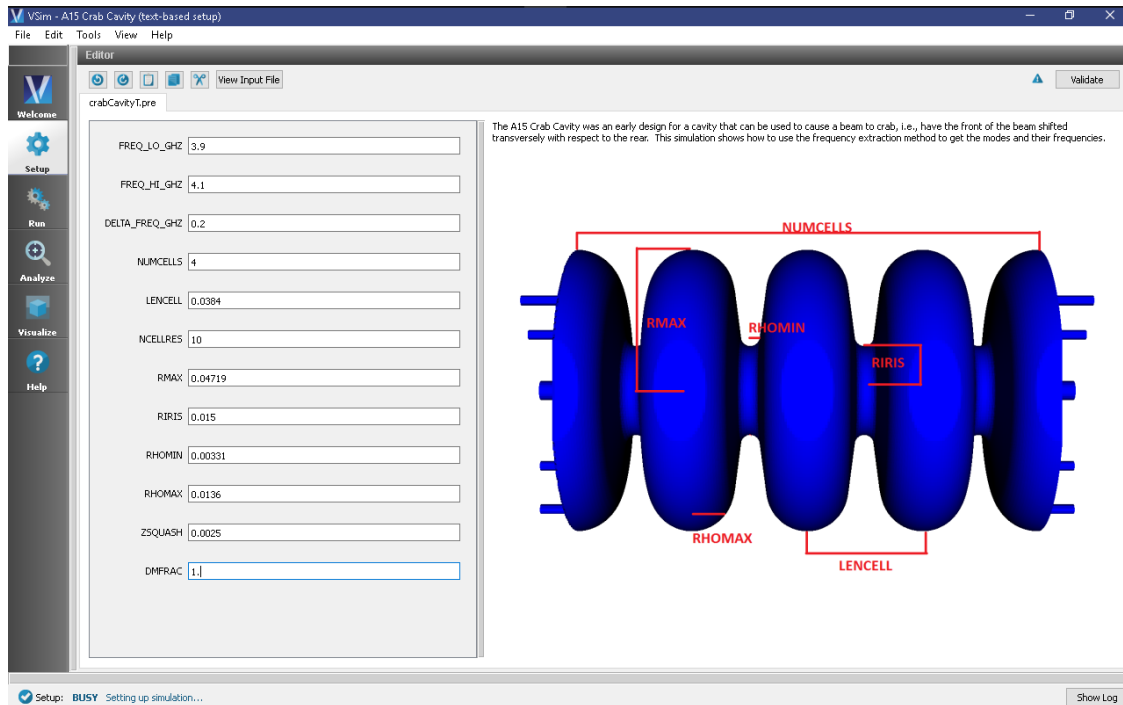 VSim - A15 Crab Cavity (text-based setup)
File Edit Tools View Help
Editor
View Input File
Validate
crabCavityT.pre
Welcome
Setup
Run
Analyze
Visualize
Help
FREQ_LO_GHZ 3.9
FREQ_HI_GHZ 4.1
DELTA_FREQ_GHZ 0.2
NUMCELLS 4
LENCELL 0.0384
NCELLRES 10
RMAX 0.04719
RIRIS 0.015
RHOMIN 0.00331
RHOMAX 0.0136
ZSQUASH 0.0025
DMFRAC 1.
The A15 Crab Cavity was an early design for a cavity that can be used to cause a beam to crab, i.e., have the front of the beam shifted
transversely with respect to the rear. This simulation shows how to use the frequency extraction method to get the modes and their frequencies.
NUMCELLS
RMAX
RHOMIN
RIRIS
RHOMAX
LENCELL
Setup: BUSY Setting up simulation...
Show Log